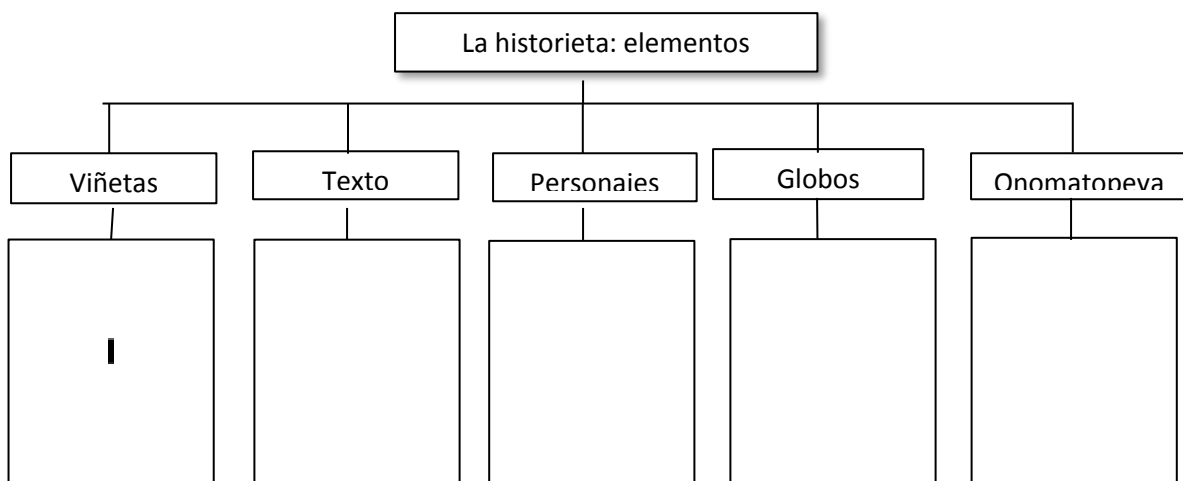 La historieta: elementos
Viñetas
Texto
Personajes
Globos
Onomatopeya